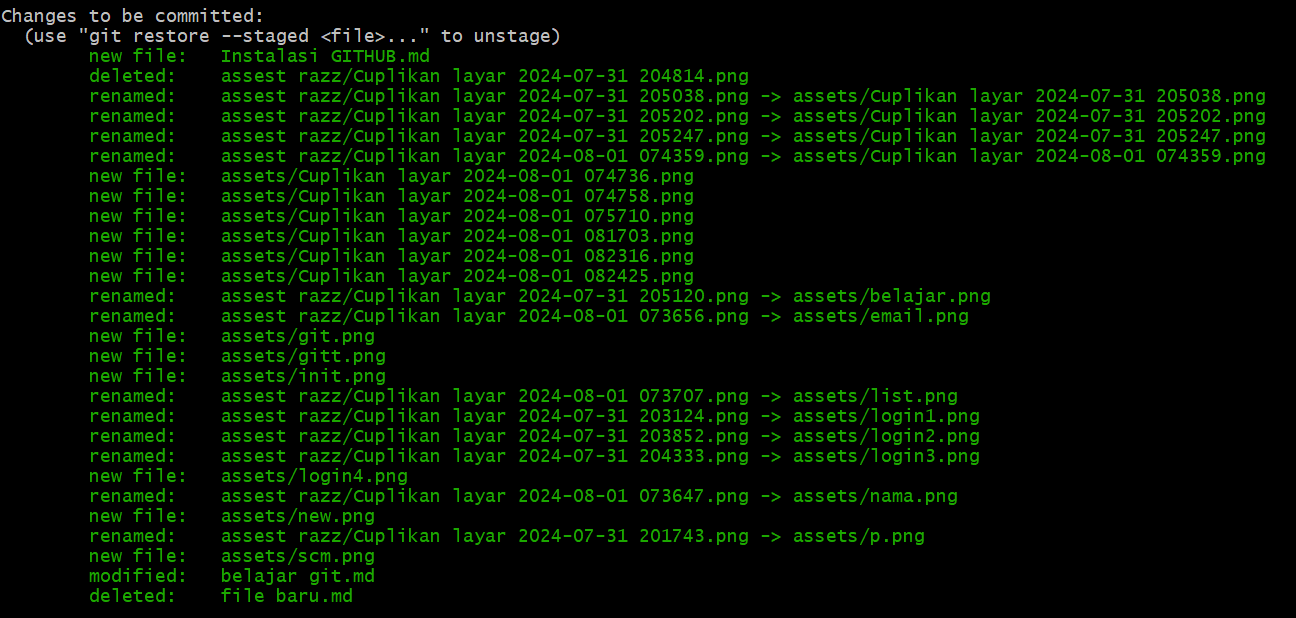 Changes to be committed:
  (use "git restore --staged <file>..." to unstage)
        new file:   Instalasi GITHUB.md
        deleted:    assest razz/Cuplikan layar 2024-07-31 204814.png
        renamed:    assest razz/Cuplikan layar 2024-07-31 205038.png -> assets/Cuplikan layar 2024-07-31 205038.png
        renamed:    assest razz/Cuplikan layar 2024-07-31 205202.png -> assets/Cuplikan layar 2024-07-31 205202.png
        renamed:    assest razz/Cuplikan layar 2024-07-31 205247.png -> assets/Cuplikan layar 2024-07-31 205247.png
        renamed:    assest razz/Cuplikan layar 2024-08-01 074359.png -> assets/Cuplikan layar 2024-08-01 074359.png
        new file:   assets/Cuplikan layar 2024-08-01 074736.png
        new file:   assets/Cuplikan layar 2024-08-01 074758.png
        new file:   assets/Cuplikan layar 2024-08-01 075710.png
        new file:   assets/Cuplikan layar 2024-08-01 081703.png
        new file:   assets/Cuplikan layar 2024-08-01 082316.png
        new file:   assets/Cuplikan layar 2024-08-01 082425.png
        renamed:    assest razz/Cuplikan layar 2024-07-31 205120.png -> assets/belajar.png
        renamed:    assest razz/Cuplikan layar 2024-08-01 073656.png -> assets/email.png
        new file:   assets/git.png
        new file:   assets/gitt.png
        new file:   assets/init.png
        renamed:    assest razz/Cuplikan layar 2024-08-01 073707.png -> assets/list.png
        renamed:    assest razz/Cuplikan layar 2024-07-31 203124.png -> assets/login1.png
        renamed:    assest razz/Cuplikan layar 2024-07-31 203852.png -> assets/login2.png
        renamed:    assest razz/Cuplikan layar 2024-07-31 204333.png -> assets/login3.png
        new file:   assets/login4.png
        renamed:    assest razz/Cuplikan layar 2024-08-01 073647.png -> assets/nama.png
        new file:   assets/new.png
        renamed:    assest razz/Cuplikan layar 2024-07-31 201743.png -> assets/p.png
        new file:   assets/scm.png
        modified:   belajar git.md
        deleted:    file baru.md